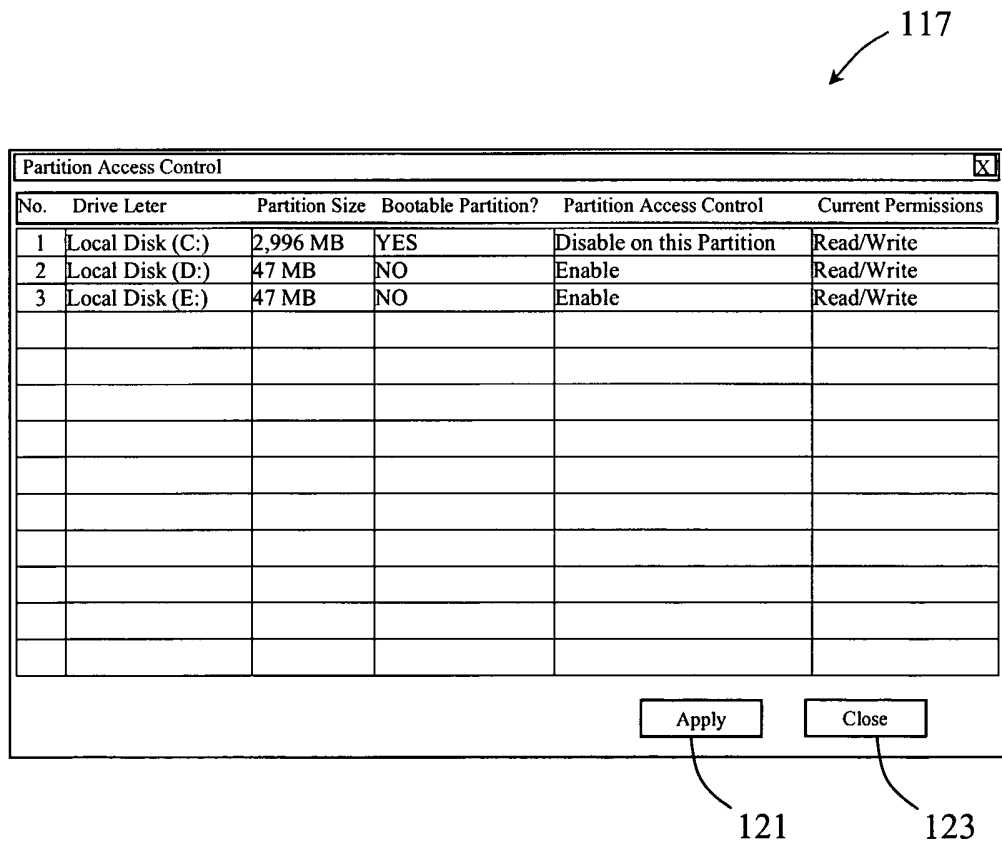 117
Partition Access Control X
No. Drive Leter Partition Size Bootable Partition? Partition Access Control Current Permissions
1 Local Disk (C:) 2,996 MB YES Disable on this Partition Read/Write
2 Local Disk (D:) 47 MB NO Enable Read/Write
3 Local Disk (E:) 47 MB NO Enable Read/Write
Apply Close
121 123